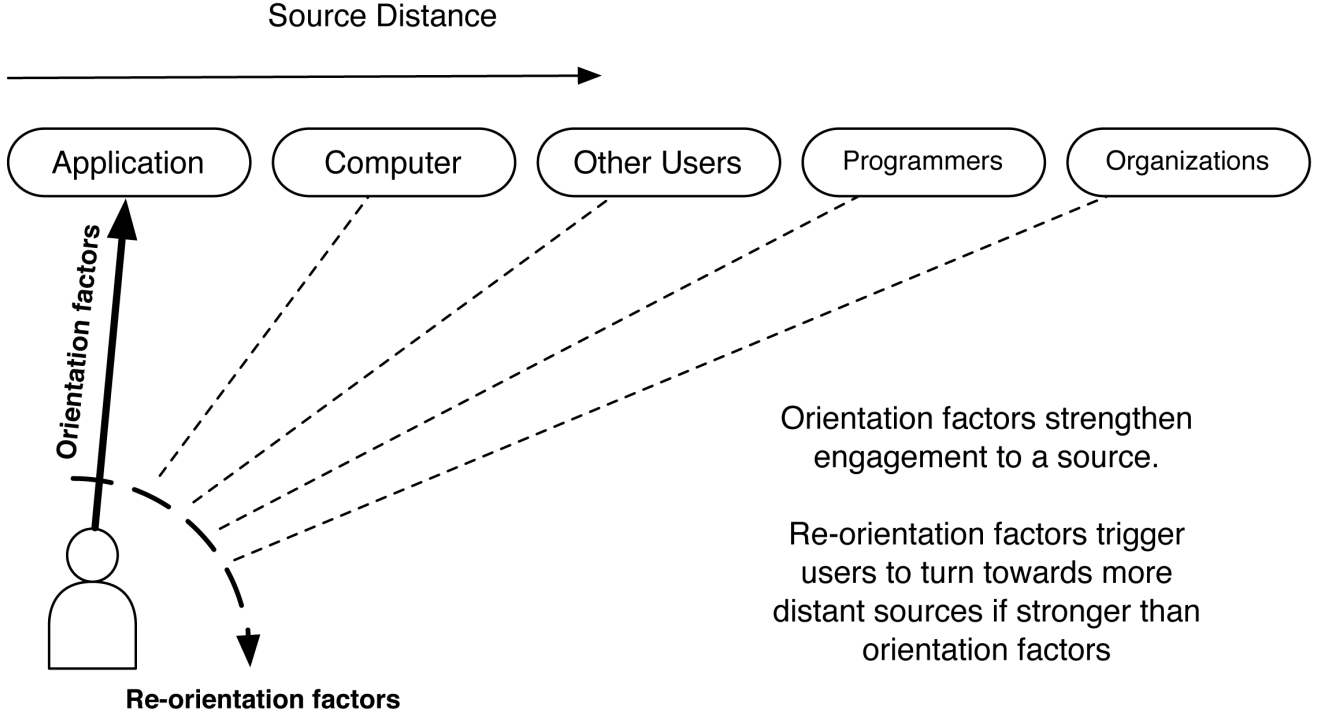 Source Distance
Application
Computer
Other Users
Programmers
Organizations
Orientation factors
Orientation factors strengthen
engagement to a source.
Re-orientation factors trigger
users to turn towards more
distant sources if stronger than
orientation factors
Re-orientation factors